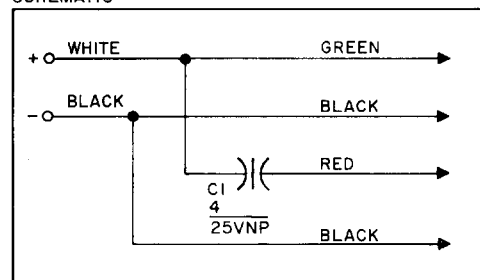 SCHEMATIC
+ WHITE GREEN
- BLACK BLACK
RED
C1
4
25VNP
BLACK